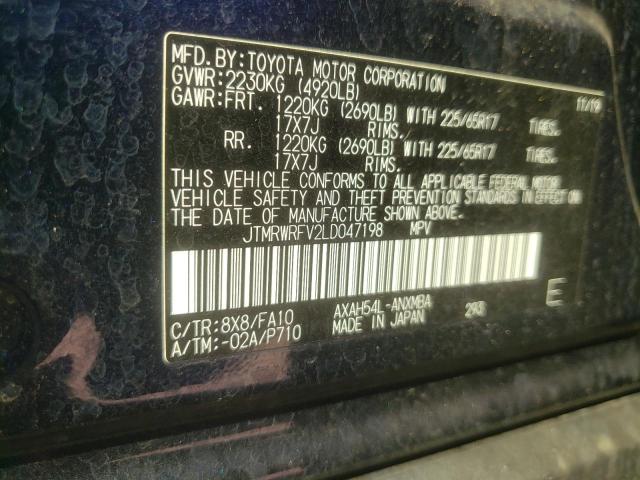 MFD. BY: TOYOTA MOTOR CORPORATION 11/19
GVWR: 2230KG (4920LB)
GAWR: FRT. 1220KG (2690LB) WITH 225/65R17 TIRES,
17X7J RIMS.
RR. 1220KG (2690LB) WITH 225/65R17 TIRES,
17X7J RIMS.
THIS VEHICLE CONFORMS TO ALL APPLICABLE FEDERAL MOTOR
VEHICLE SAFETY AND THEFT PREVENTION STANDARDS IN EFFECT ON
THE DATE OF MANUFACTURE SHOWN ABOVE.
JTMRWRFV2LD047198 MPV
C/TR: 8X8/FA10 AXAH54L-ANXMBA
A/TM: -02A/P710 MADE IN JAPAN
E